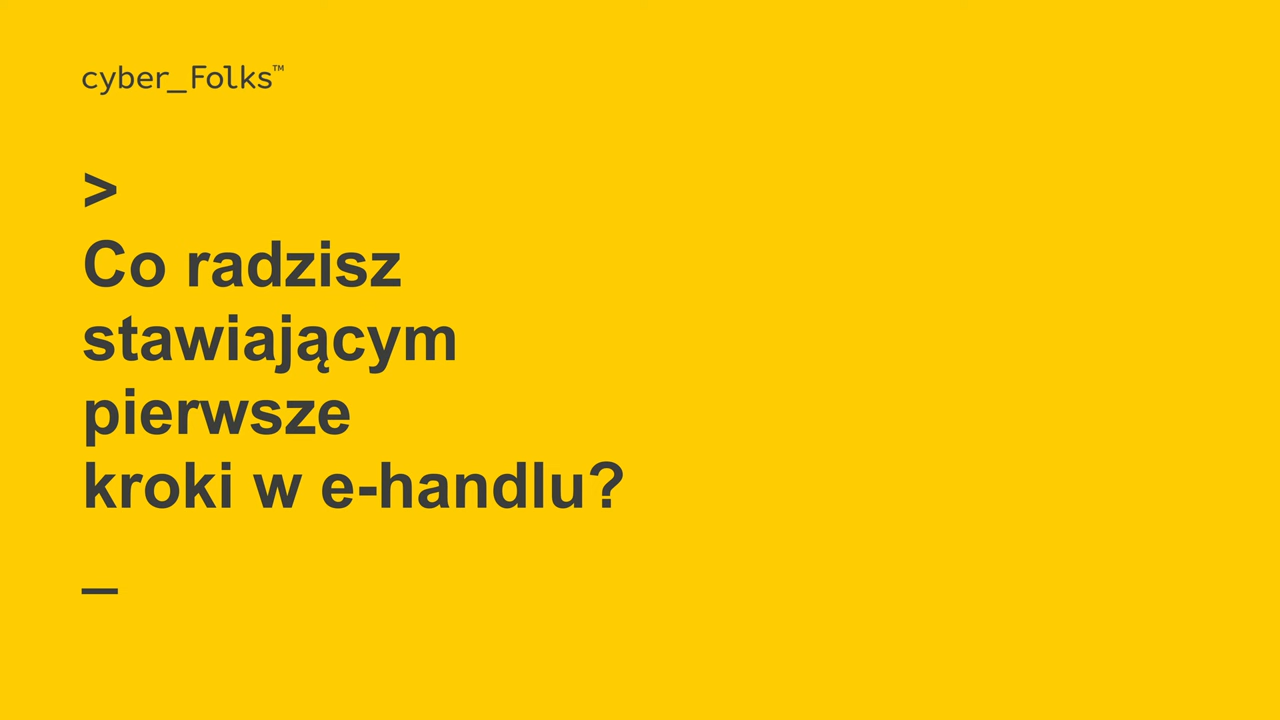 cyber_Folks™
>
Co radzisz
stawiającym
pierwsze
kroki w e-handlu?
_